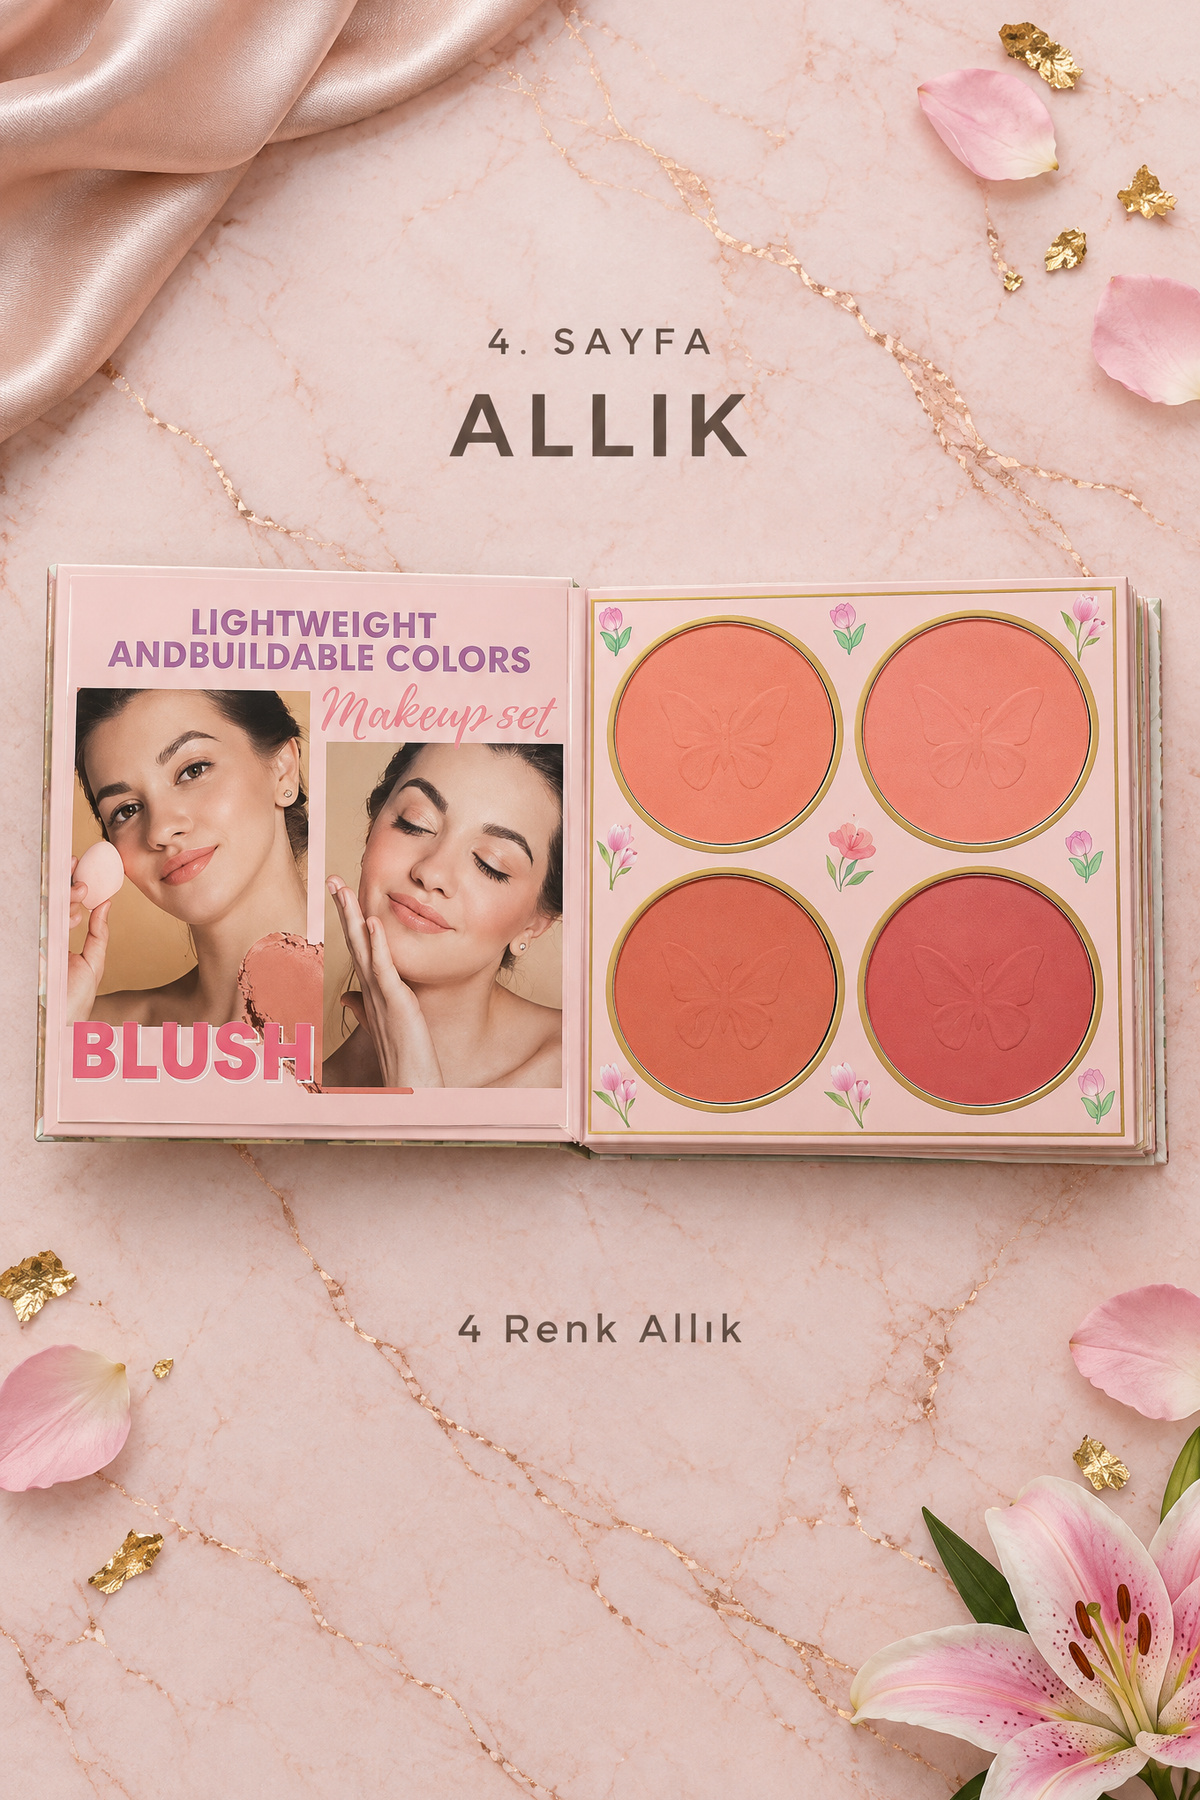 4. SAYFA
ALLIK
LIGHTWEIGHT
ANDBUILDABLE COLORS
Makeup set
BLUSH
4 Renk Allık